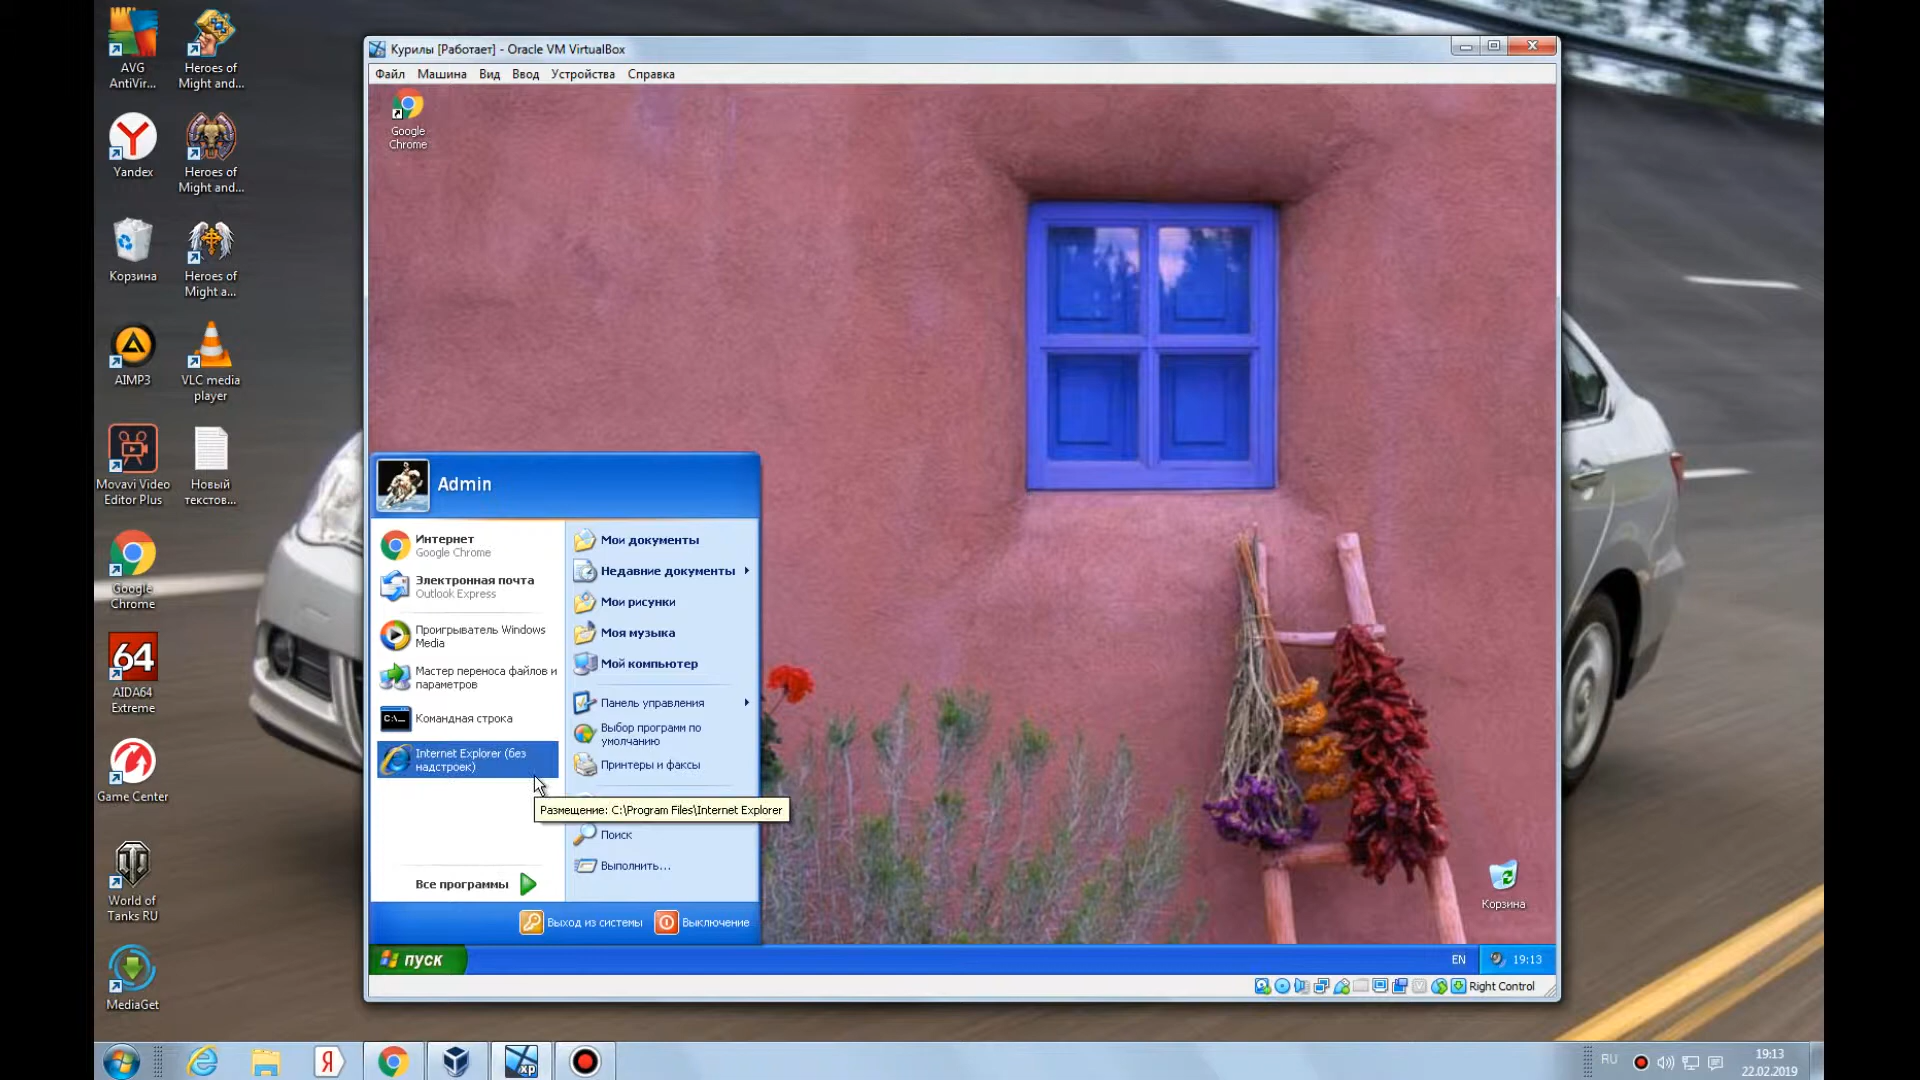 AVG
AntiVir...
Heroes of
Might and...
Yandex
Heroes of
Might and...
Корзина
Heroes of
Might a...
AIMP3
VLC media
player
Movavi Video
Editor Plus
Новый
текстов...
Google
Chrome
64
AIDA64
Extreme
Game Center
World of
Tanks RU
MediaGet
Курилы [Работает] - Oracle VM VirtualBox
Файл Машина Вид Ввод Устройства Справка
Google
Chrome
Admin
Интернет
Google Chrome
Электронная почта
Outlook Express
Проигрыватель Windows
Media
Мастер переноса файлов и
параметров
C:\_
Командная строка
Internet Explorer (без
надстроек)
Все программы
Мои документы
Недавние документы
Мои рисунки
Моя музыка
Мой компьютер
Панель управления
Выбор программ по
умолчанию
Принтеры и факсы
Размещение: C:\Program Files\Internet Explorer
Поиск
Выполнить...
Выход из системы
Выключение
Корзина
пуск
EN
19:13
Right Control
Я
xp
RU
19:13
22.02.2019